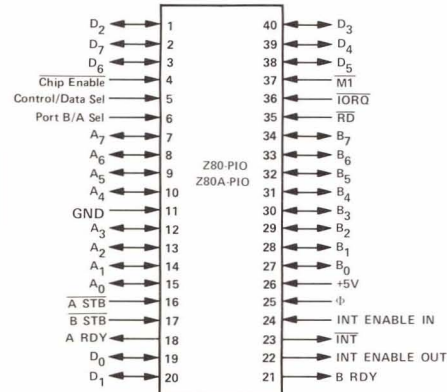 D2 1 40 D3
D7 2 39 D4
D6 3 38 D5
Chip Enable 4 37 M1
Control/Data Sel 5 36 IORQ
Port B/A Sel 6 35 RD
A7 7 34 B7
A6 8 Z80-PIO 33 B6
A5 9 Z80A-PIO 32 B5
A4 10 31 B4
GND 11 30 B3
A3 12 29 B2
A2 13 28 B1
A1 14 27 B0
A0 15 26 +5V
A STB 16 25 Φ
B STB 17 24 INT ENABLE IN
A RDY 18 23 INT
D0 19 22 INT ENABLE OUT
D1 20 21 B RDY